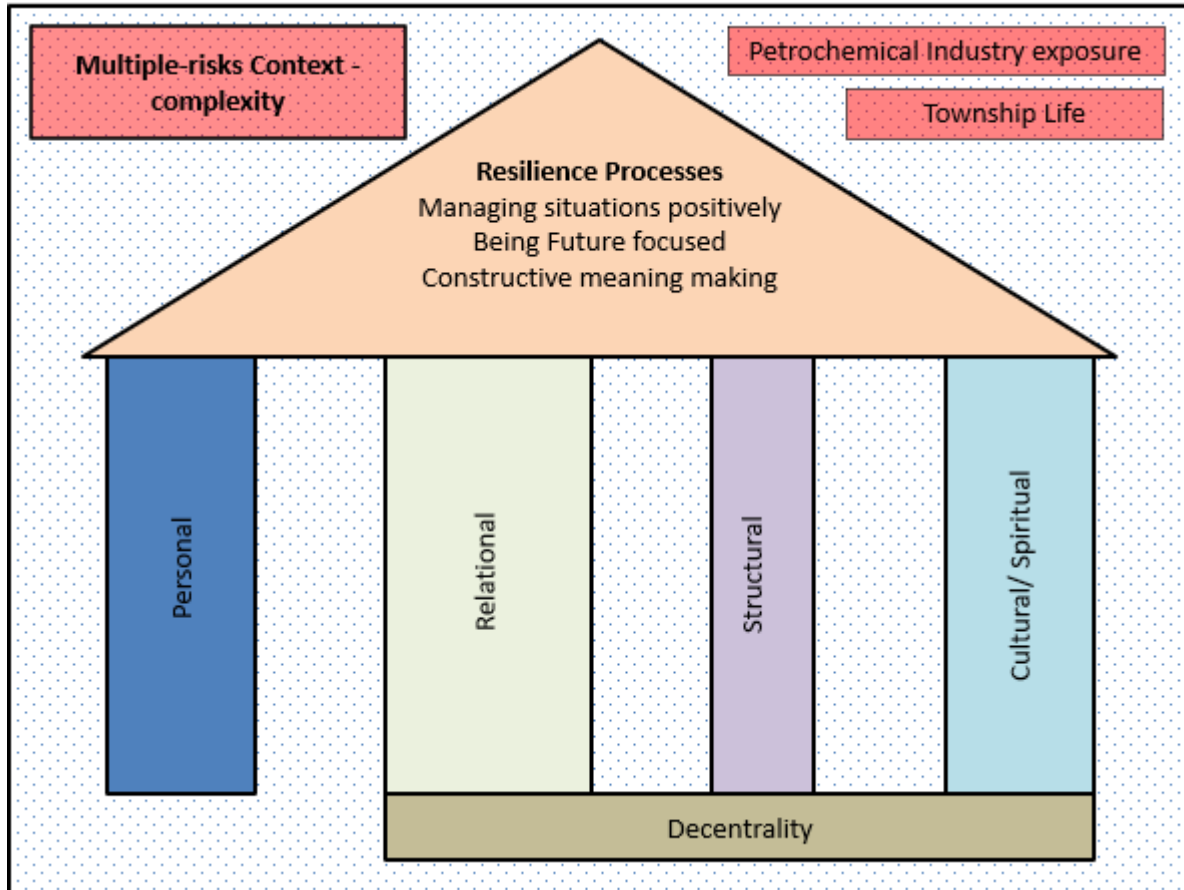 Multiple-risks Context -
complexity
Petrochemical Industry exposure
Township Life
Resilience Processes
Managing situations positively
Being Future focused
Constructive meaning making
Personal
Relational
Structural
Cultural/ Spiritual
Decentrality